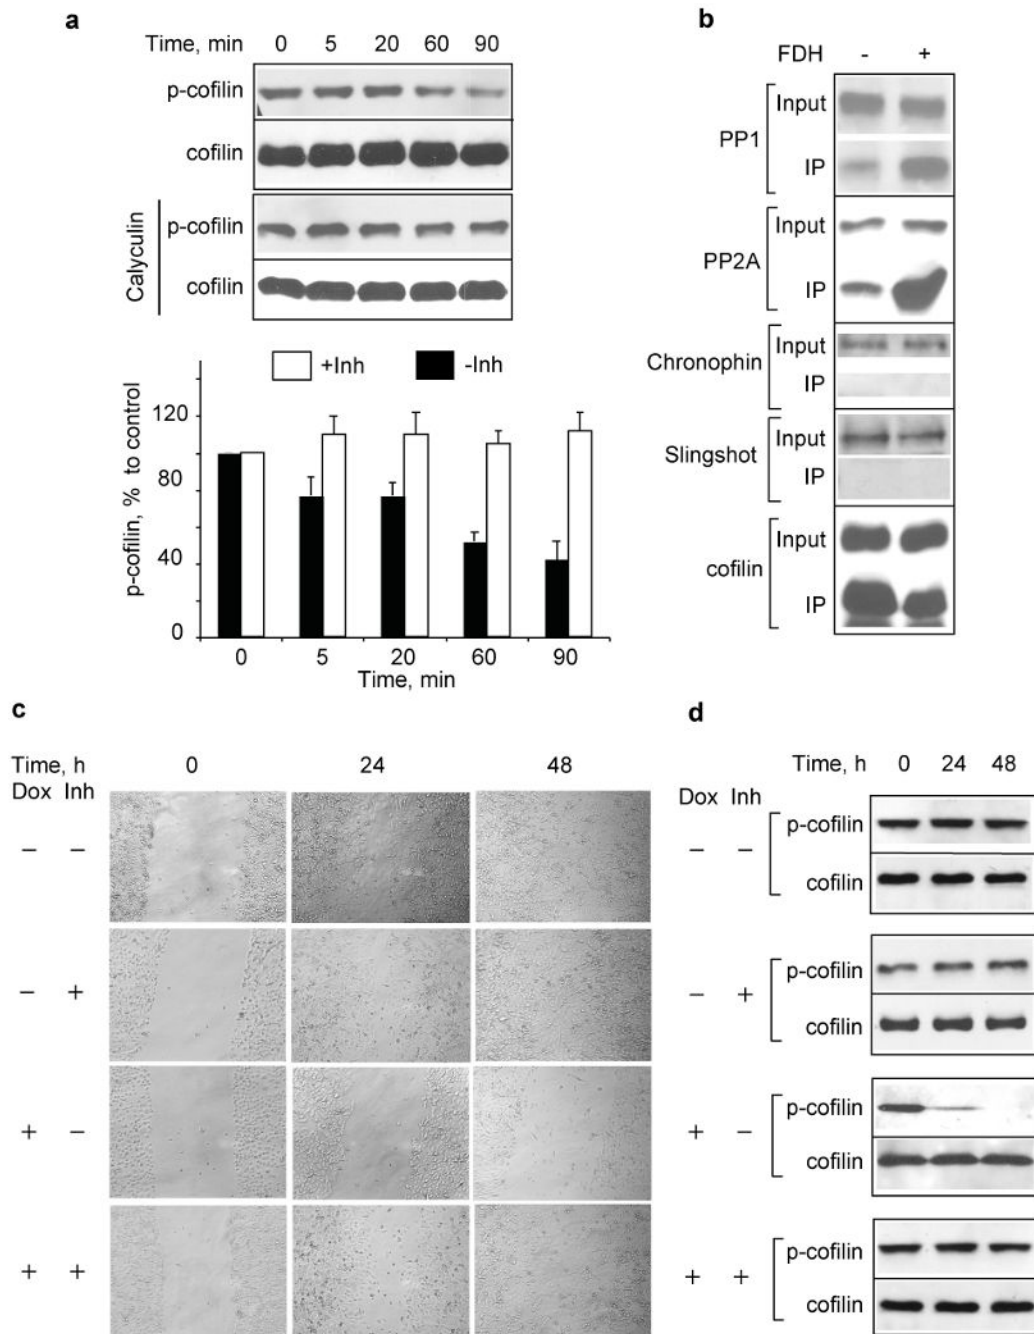 a
Time, min 0 5 20 60 90
p-cofilin
cofilin
Calyculin
p-cofilin
cofilin
+Inh -Inh
p-cofilin, % to control
120
80
40
0
0 5 20 60 90
Time, min
b
FDH - +
PP1
Input
IP
PP2A
Input
IP
Chronophin
Input
IP
Slingshot
Input
IP
cofilin
Input
IP
c
Time, h 0 24 48
Dox Inh
– –
– +
+ –
+ +
d
Time, h 0 24 48
Dox Inh
– –
p-cofilin
cofilin
– +
p-cofilin
cofilin
+ –
p-cofilin
cofilin
+ +
p-cofilin
cofilin